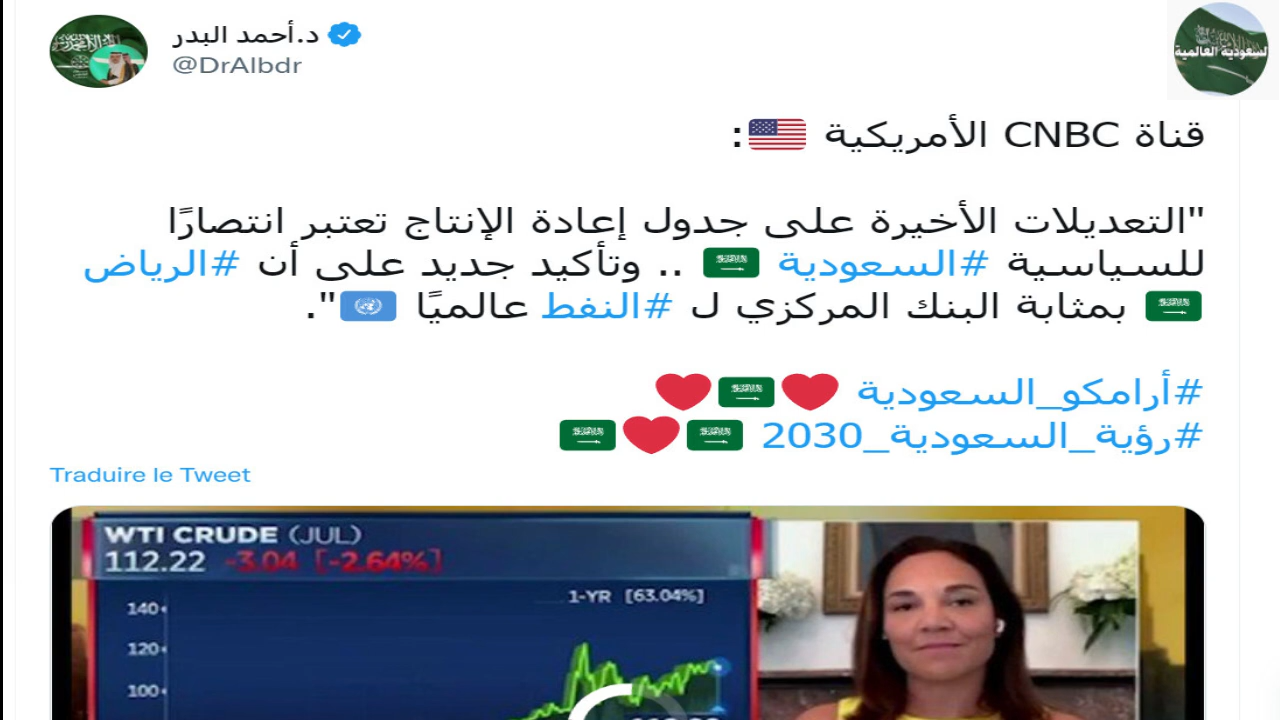 د.أحمد البدر
@DrAlbdr
السعودية العالمية
قناة CNBC الأمريكية 🇺🇸:
"التعديلات الأخيرة على جدول إعادة الإنتاج تعتبر انتصارًا
للسياسية #السعودية 🇸🇦 .. وتأكيد جديد على أن #الرياض
🇸🇦 بمثابة البنك المركزي ل #النفط عالميًا 🇺🇳".
#أرامكو_السعودية ❤️🇸🇦❤️
#رؤية_السعودية_2030 🇸🇦❤️🇸🇦
Traduire le Tweet
WTI CRUDE (JUL)
112.22 -3.04 [-2.64%]
1-YR [63.04%]
140
120
100